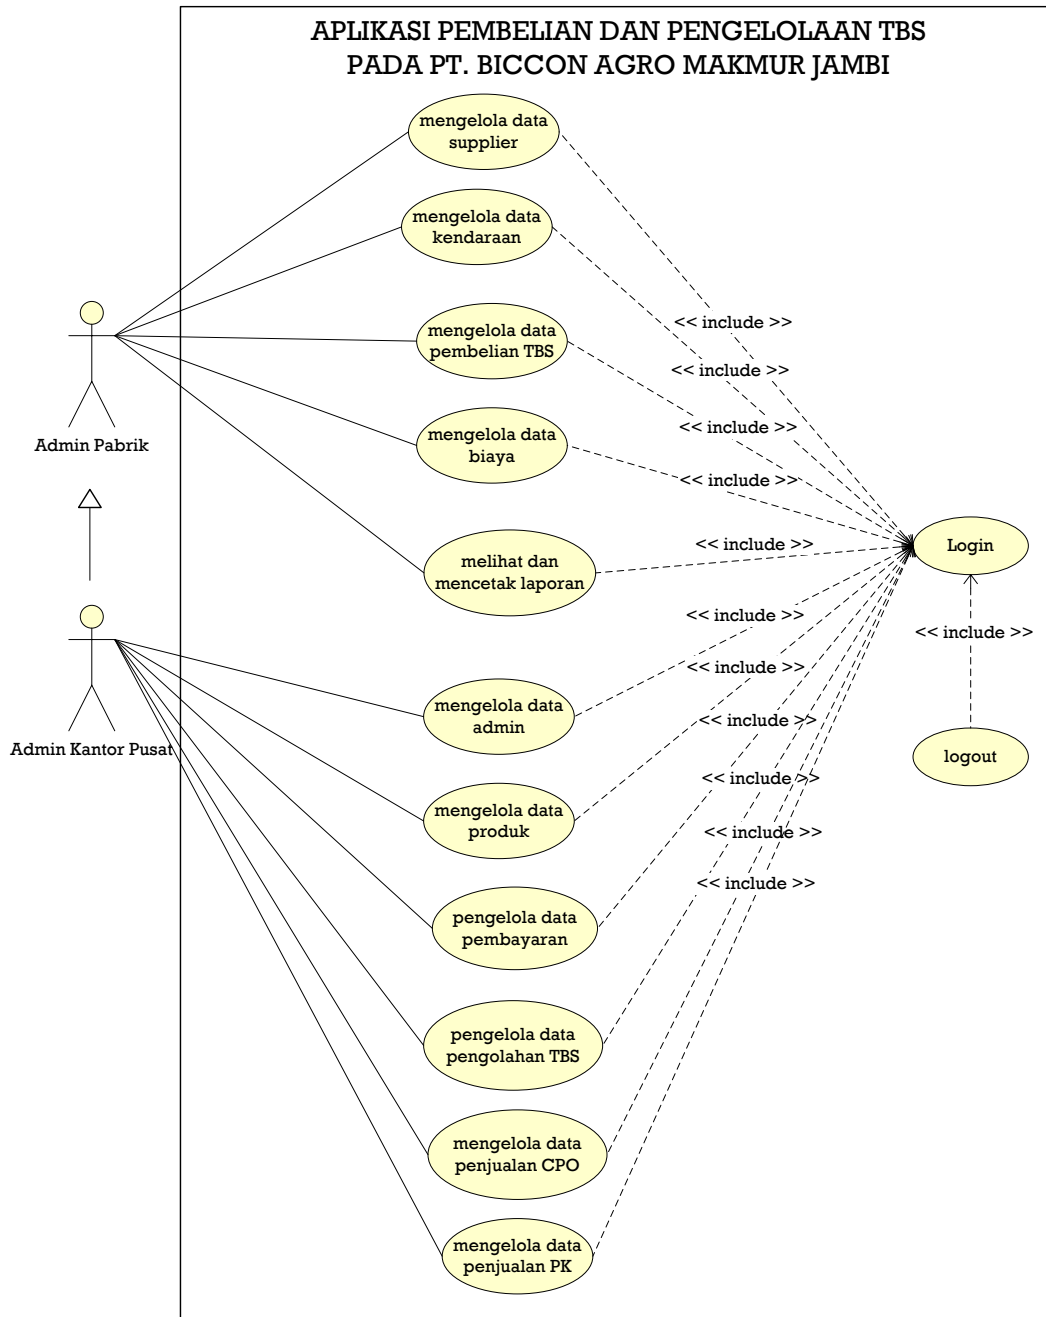 APLIKASI PEMBELIAN DAN PENGELOLAAN TBS
PADA PT. BICCON AGRO MAKMUR JAMBI
mengelola data
supplier
mengelola data
kendaraan
<< include >>
mengelola data
pembelian TBS
<< include >>
<< include >>
Admin Pabrik
mengelola data
biaya
<< include >>
melihat dan
mencetak laporan
<< include >>
Login
<< include >>
<< include >>
<< include >>
mengelola data
admin
<< include >>
Admin Kantor Pusat
logout
<< include >>
mengelola data
produk
<< include >>
<< include >>
pengelola data
pembayaran
pengelola data
pengolahan TBS
mengelola data
penjualan CPO
mengelola data
penjualan PK